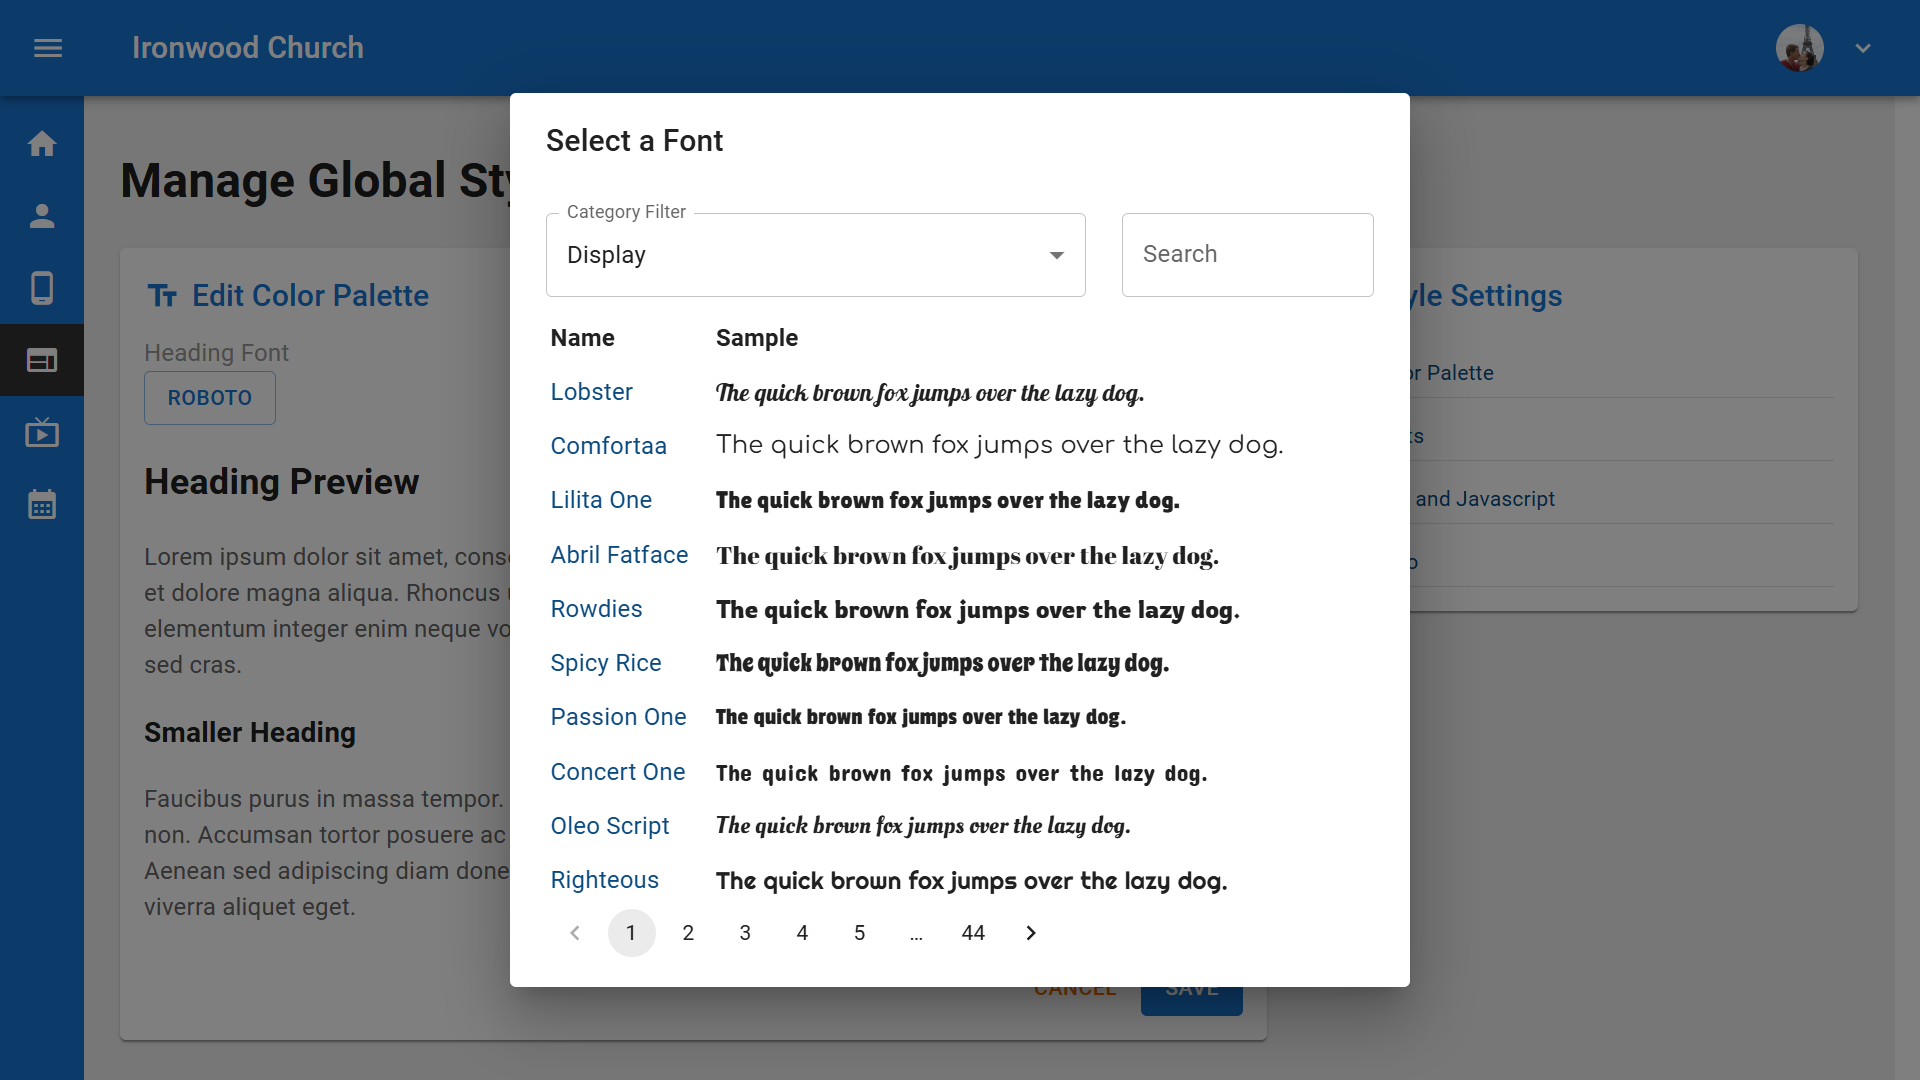 Ironwood Church
Manage Global
Select a Font
Category Filter
Display
Search
Name Sample
Lobster The quick brown fox jumps over the lazy dog.
Comfortaa The quick brown fox jumps over the lazy dog.
Lilita One The quick brown fox jumps over the lazy dog.
Abril Fatface The quick brown fox jumps over the lazy dog.
Rowdies The quick brown fox jumps over the lazy dog.
Spicy Rice The quick brown fox jumps over the lazy dog.
Passion One The quick brown fox jumps over the lazy dog.
Concert One The quick brown fox jumps over the lazy dog.
Oleo Script The quick brown fox jumps over the lazy dog.
Righteous The quick brown fox jumps over the lazy dog.
1 2 3 4 5 ... 44
Edit Color Palette
Heading Font
ROBOTO
Heading Preview
Lorem ipsum dolor sit amet,
et dolore magna aliqua. Rhoncus
elementum integer enim neque
sed cras.
Smaller Heading
Faucibus purus in massa tempor.
non. Accumsan tortor posuere ac
Aenean sed adipiscing diam
viverra aliquet eget.
CANCEL SAVE
Settings
Palette
and Javascript